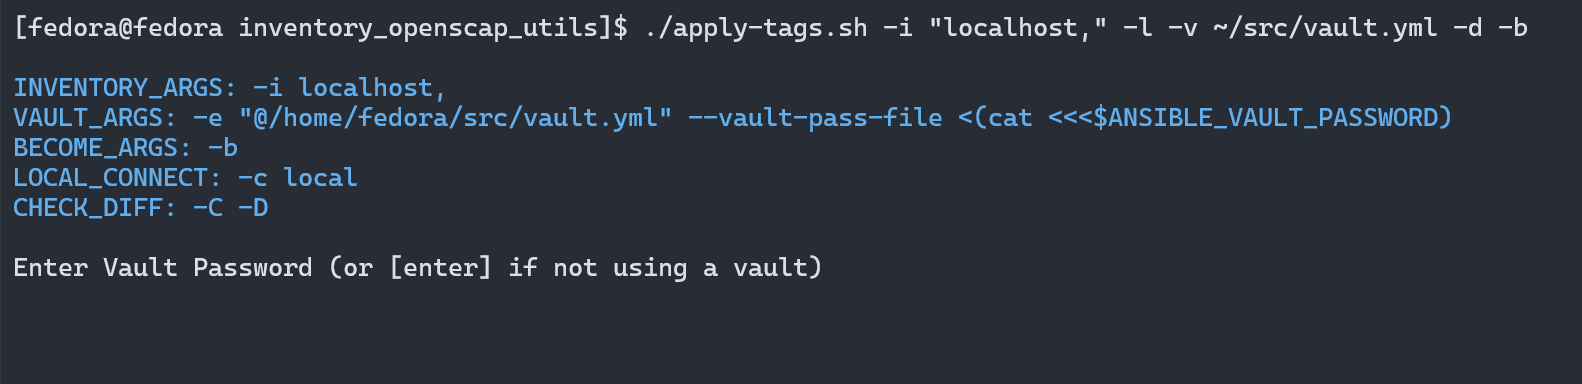 [fedora@fedora inventory_openscap_utils]$ ./apply-tags.sh -i "localhost," -l -v ~/src/vault.yml -d -b
INVENTORY_ARGS: -i localhost,
VAULT_ARGS: -e "@/home/fedora/src/vault.yml" --vault-pass-file <(cat <<<$ANSIBLE_VAULT_PASSWORD)
BECOME_ARGS: -b
LOCAL_CONNECT: -c local
CHECK_DIFF: -C -D
Enter Vault Password (or [enter] if not using a vault)